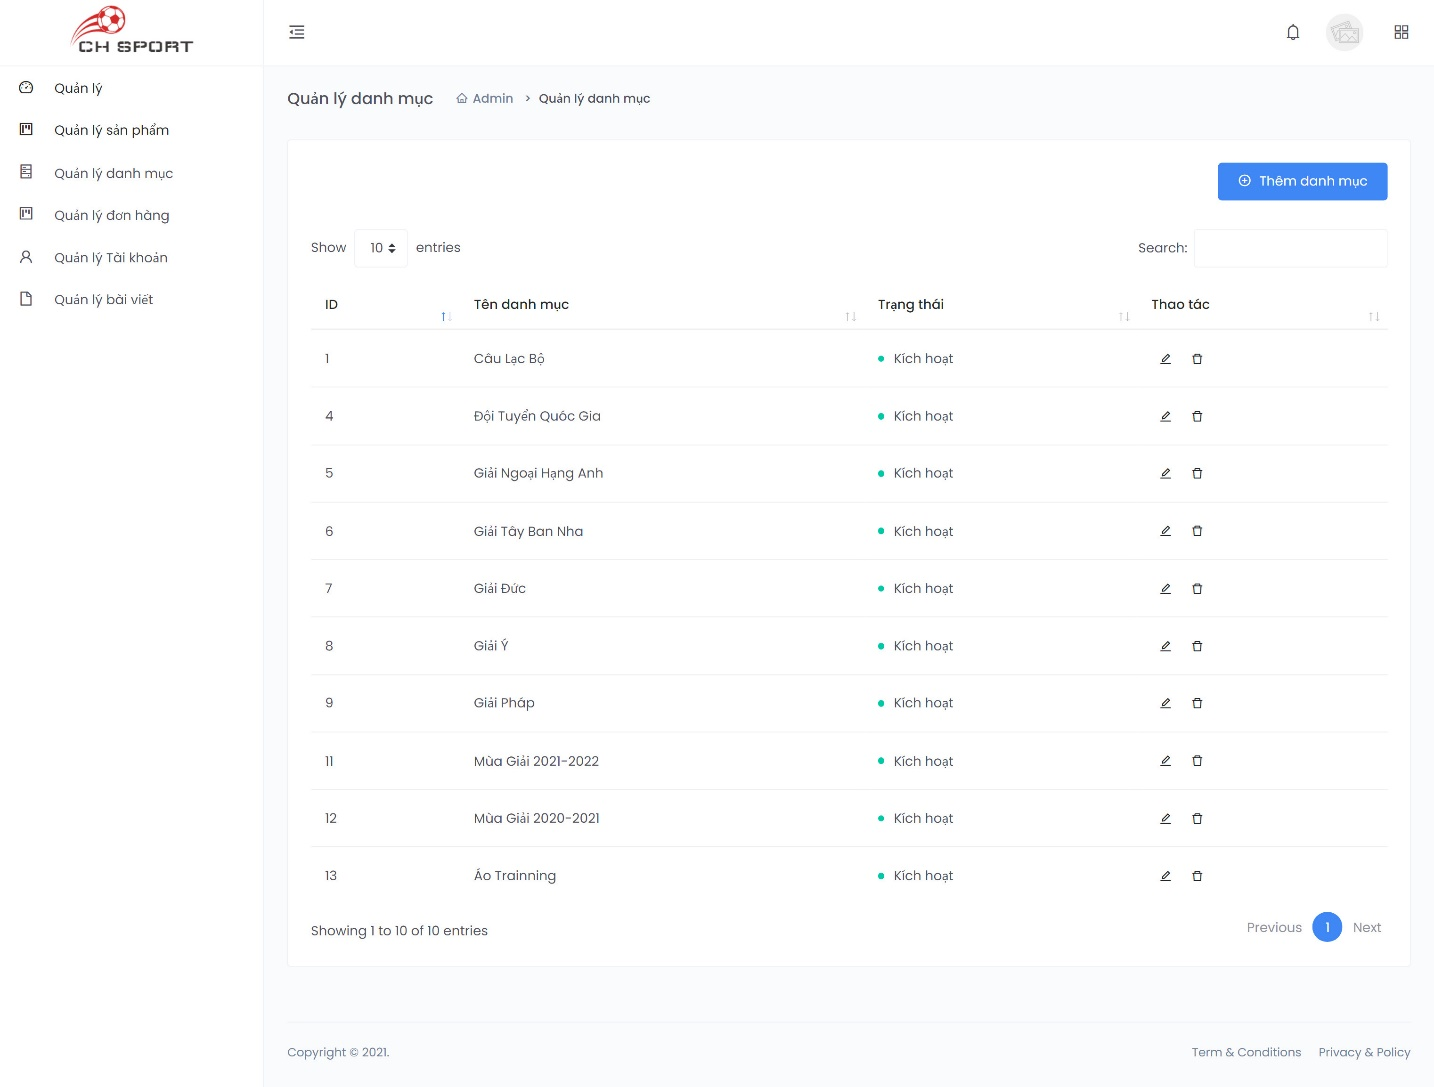 CH SPORT
Quản lý
Quản lý sản phẩm
Quản lý danh mục
Quản lý đơn hàng
Quản lý Tài khoản
Quản lý bài viết
Quản lý danh mục Admin > Quản lý danh mục
Thêm danh mục
Show 10 entries Search:
ID Tên danh mục Trạng thái Thao tác
1 Câu Lạc Bộ Kích hoạt
4 Đội Tuyển Quóc Gia Kích hoạt
5 Giải Ngoại Hạng Anh Kích hoạt
6 Giải Tây Ban Nha Kích hoạt
7 Giải Đức Kích hoạt
8 Giải Ý Kích hoạt
9 Giải Pháp Kích hoạt
11 Mùa Giải 2021-2022 Kích hoạt
12 Mùa Giải 2020-2021 Kích hoạt
13 Áo Trainning Kích hoạt
Showing 1 to 10 of 10 entries Previous 1 Next
Copyright © 2021. Term & Conditions Privacy & Policy